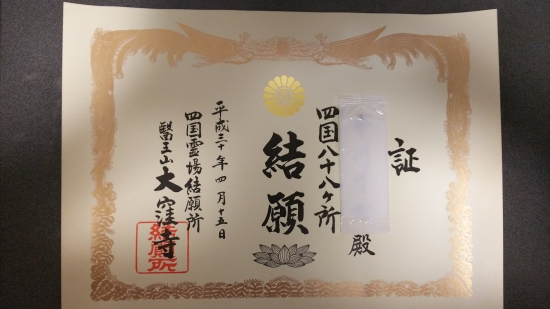 証
殿
四国八十八ヶ所
結願
平成三十年四月十五日
四国霊場結願所
醫王山大窪寺
結願所